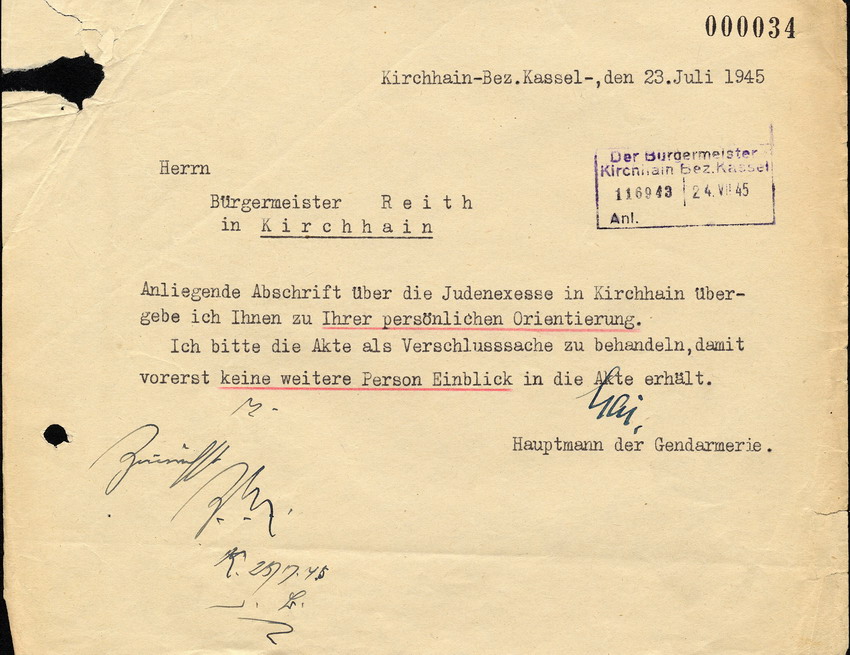 000034
Kirchhain-Bez.Kassel-,den 23.Juli 1945
Der Bürgermeister
Kirchhain Bez.Kassel
116943 24.VII 45
Anl.
Herrn
Bürgermeister R e i t h
in K i r c h h a i n
Anliegende Abschrift über die Judenexesse in Kirchhain über-
gebe ich Ihnen zu Ihrer persönlichen Orientierung.
Ich bitte die Akte als Verschlusssache zu behandeln,damit
vorerst keine weitere Person Einblick in die Akte erhält.
Hauptmann der Gendarmerie.
K. 25/7.45